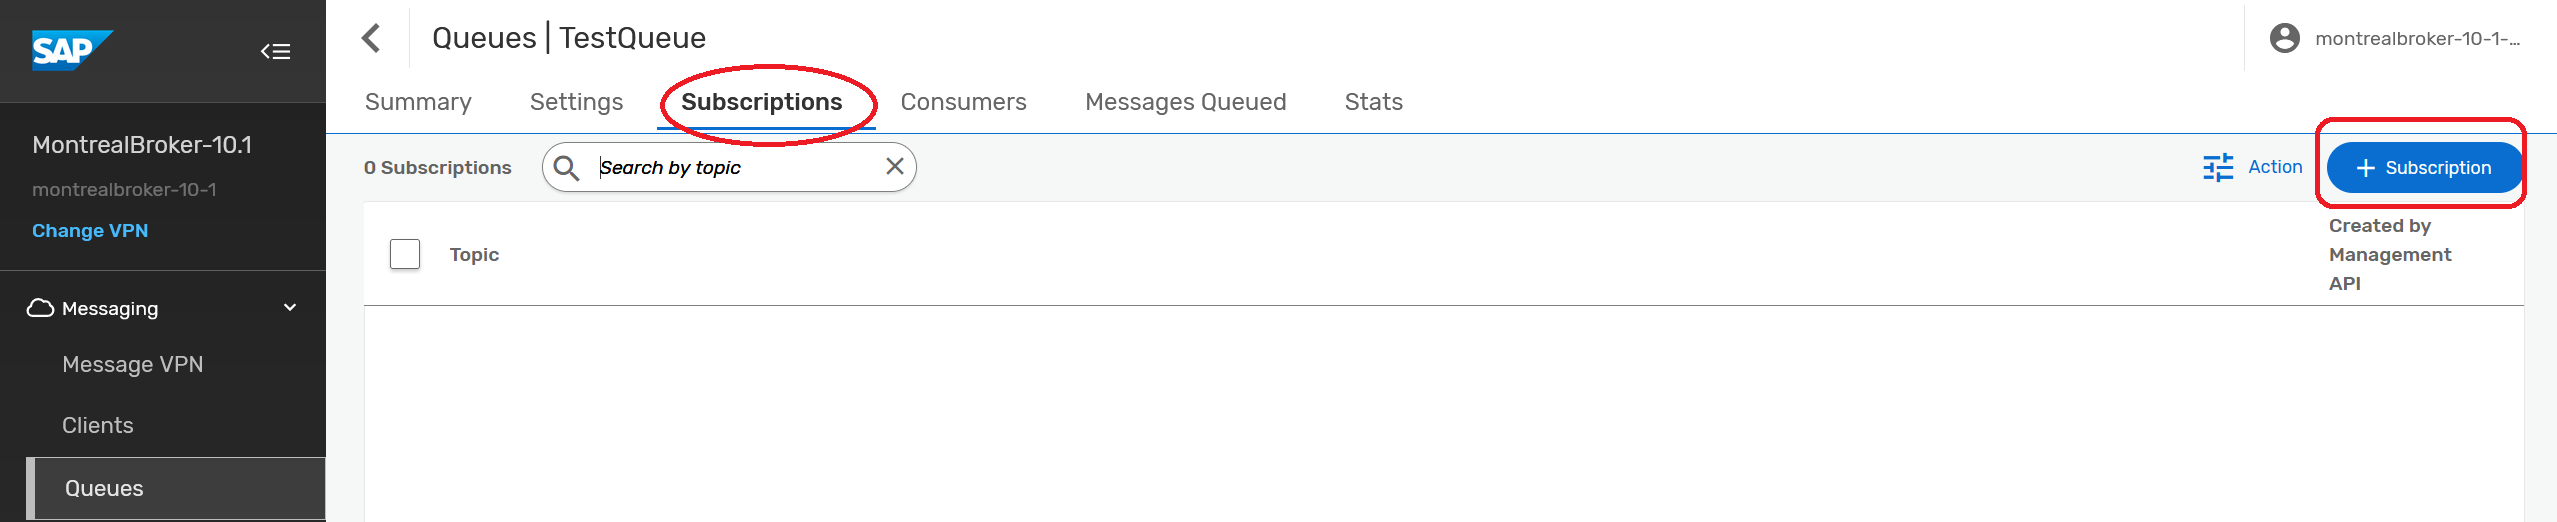 SAP
Queues | TestQueue
montrealbroker-10-1-...
Summary Settings Subscriptions Consumers Messages Queued Stats
MontrealBroker-10.1
montrealbroker-10-1
Change VPN
0 Subscriptions Search by topic Action + Subscription
Topic
Created by
Management
API
Messaging
Message VPN
Clients
Queues